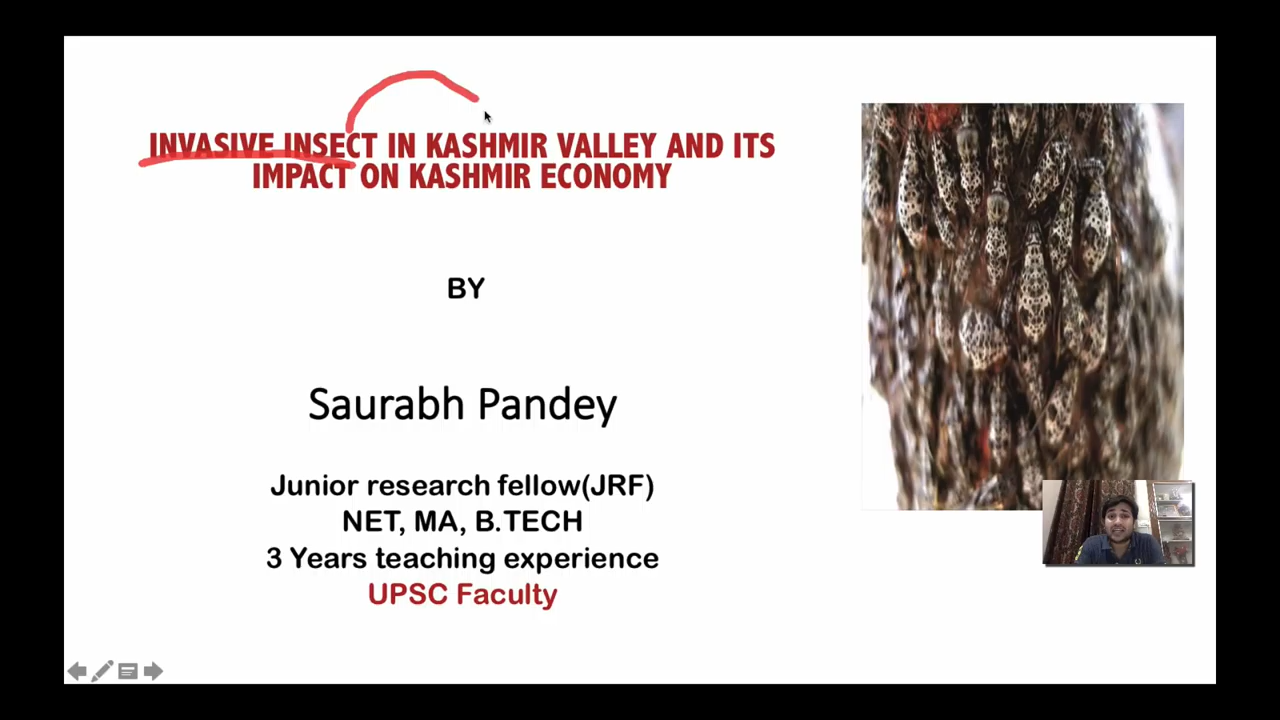 INVASIVE INSECT IN KASHMIR VALLEY AND ITS
IMPACT ON KASHMIR ECONOMY
BY
Saurabh Pandey
Junior research fellow(JRF)
NET, MA, B.TECH
3 Years teaching experience
UPSC Faculty